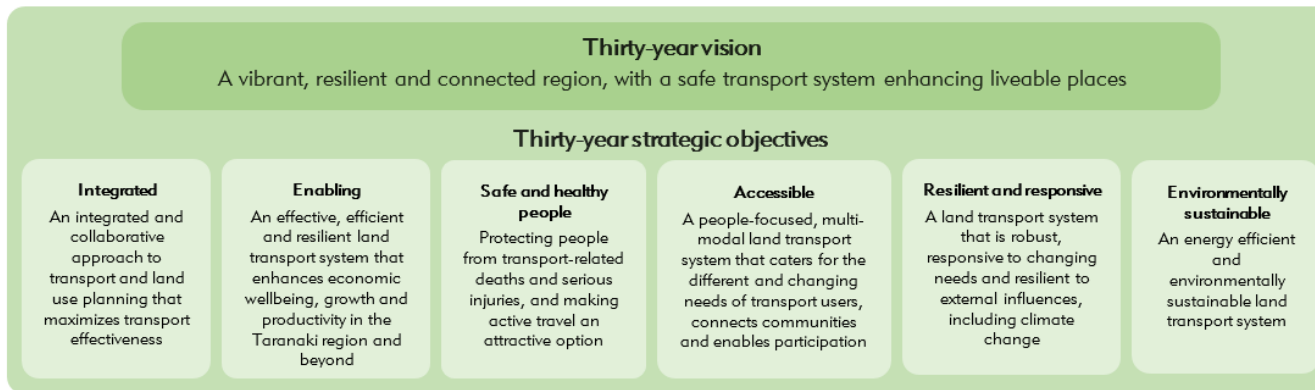 Thirty-year vision
A vibrant, resilient and connected region, with a safe transport system enhancing liveable places
Thirty-year strategic objectives
Integrated
An integrated and
collaborative
approach to
transport and land
use planning that
maximizes transport
effectiveness
Enabling
An effective, efficient
and resilient land
transport system that
enhances economic
wellbeing, growth and
productivity in the
Taranaki region and
beyond
Safe and healthy
people
Protecting people
from transport-related
deaths and serious
injuries, and making
active travel an
attractive option
Accessible
A people-focused, multi-
modal land transport
system that caters for the
different and changing
needs of transport users,
connects communities
and enables participation
Resilient and responsive
A land transport system
that is robust,
responsive to changing
needs and resilient to
external influences,
including climate
change
Environmentally
sustainable
An energy efficient
and
environmentally
sustainable land
transport system